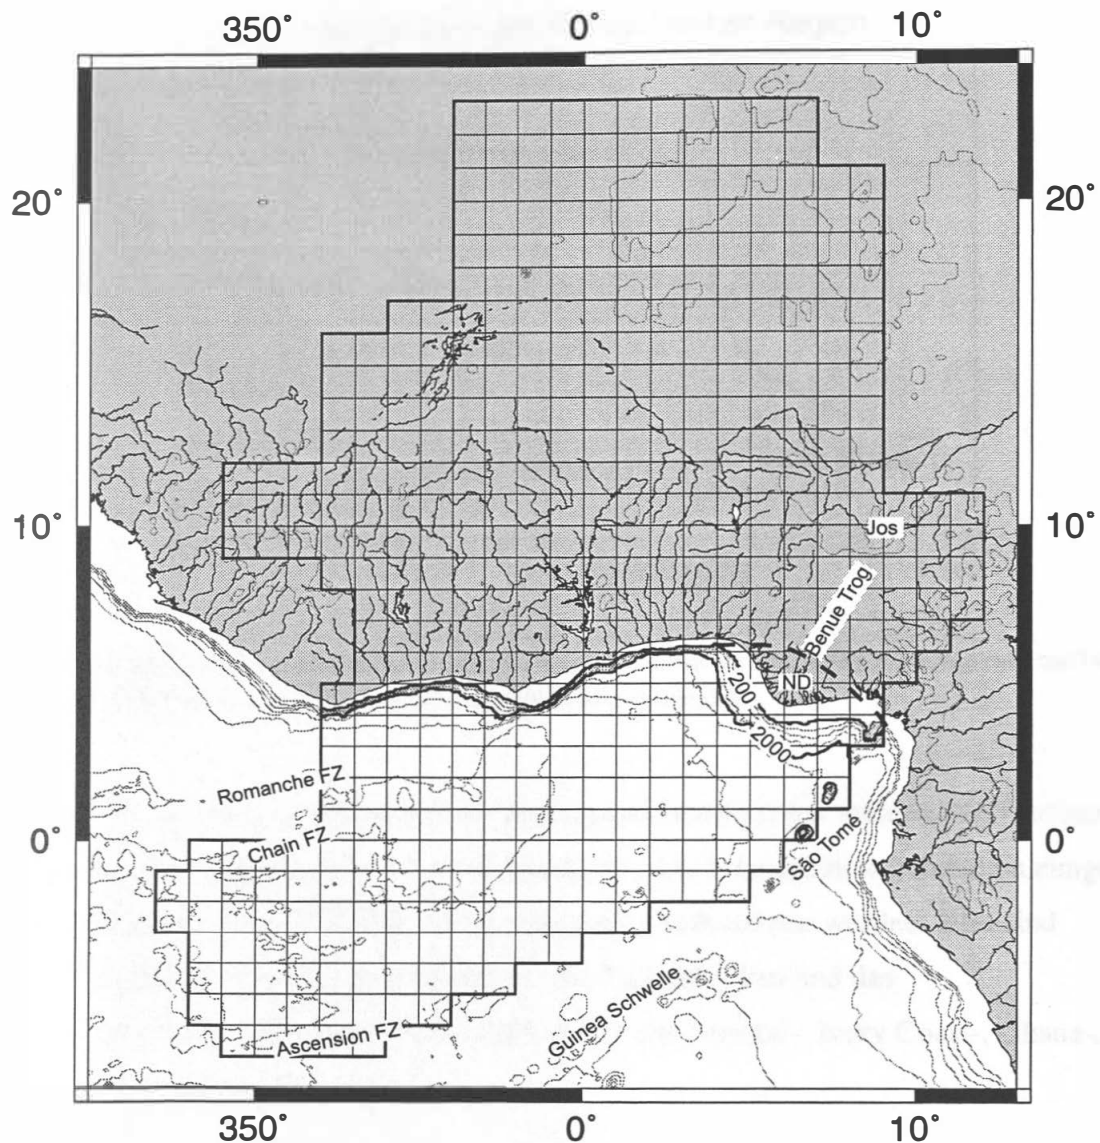 350° 0° 10°
20° 20°
10° 10°
Jos
Benue Trog
ND
200
2000
Romanche FZ
Chain FZ
0° 0°
São Tomé
Guinea Schwelle
Ascension FZ
350° 0° 10°